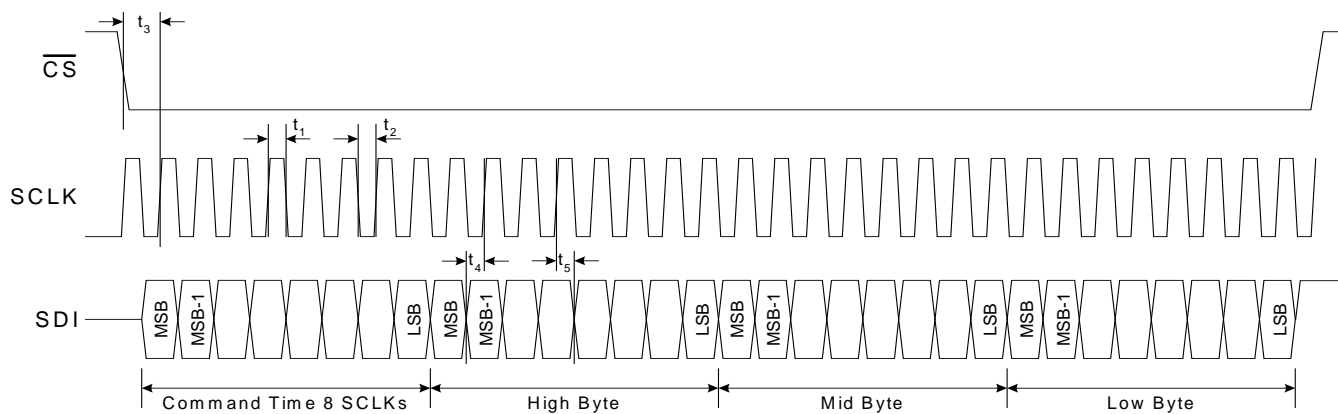 t3
CS
t1
t2
SCLK
t4
t5
SDI
MSB
MSB-1
LSB
MSB
MSB-1
LSB
MSB
MSB-1
LSB
MSB
MSB-1
LSB
Command Time 8 SCLKs
High Byte
Mid Byte
Low Byte